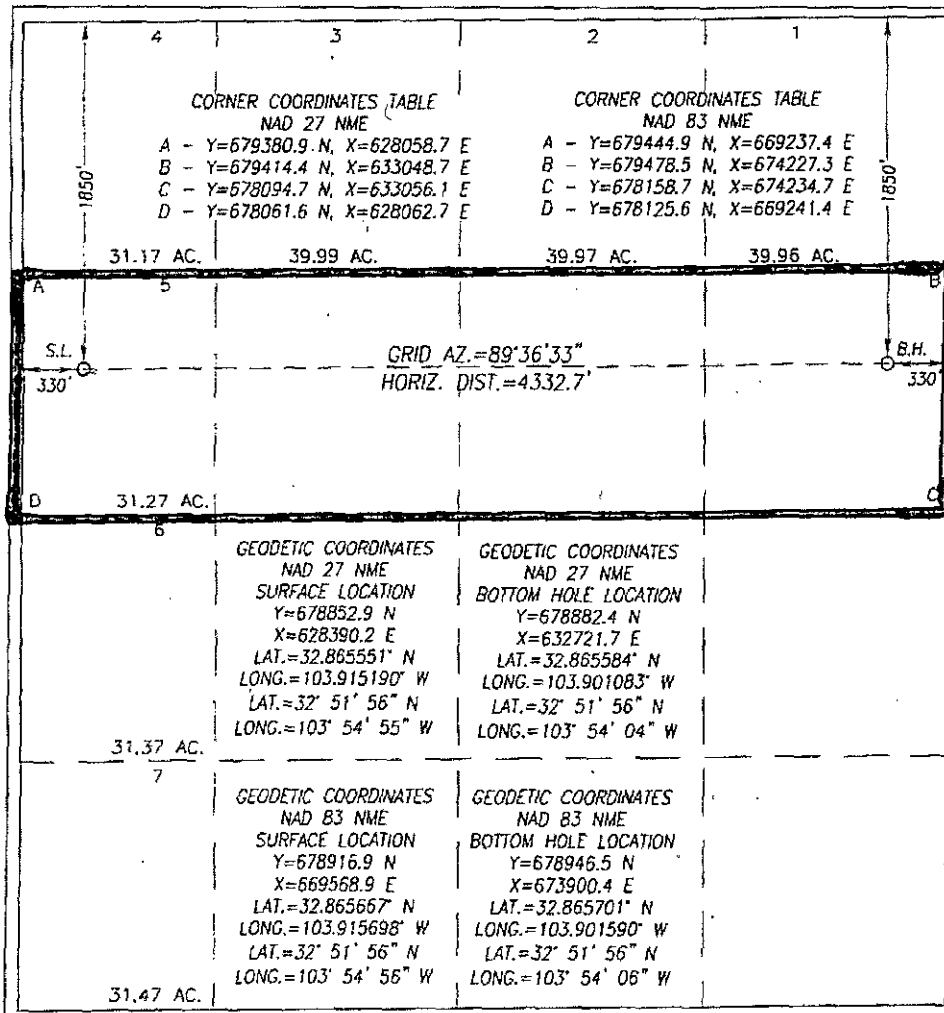 4 3 2 1
CORNER COORDINATES TABLE
NAD 27 NME
A - Y=679380.9 N, X=628058.7 E
B - Y=679414.4 N, X=633048.7 E
C - Y=678094.7 N, X=633056.1 E
D - Y=678061.6 N, X=628062.7 E
CORNER COORDINATES TABLE
NAD 83 NME
A - Y=679444.9 N, X=669237.4 E
B - Y=679478.5 N, X=674227.3 E
C - Y=678158.7 N, X=674234.7 E
D - Y=678125.6 N, X=669241.4 E
1850'
1850'
31.17 AC. 39.99 AC. 39.97 AC. 39.96 AC.
A 5 B
S.L.
330'
GRID AZ.=89°36'33"
HORIZ. DIST.=4332.7'
B.H.
330'
D 31.27 AC. C
6
GEODETIC COORDINATES
NAD 27 NME
SURFACE LOCATION
Y=678852.9 N
X=628390.2 E
LAT.=32.865551° N
LONG.=103.915190° W
LAT.=32° 51' 56" N
LONG.=103° 54' 55" W
GEODETIC COORDINATES
NAD 27 NME
BOTTOM HOLE LOCATION
Y=678882.4 N
X=632721.7 E
LAT.=32.865584° N
LONG.=103.901083° W
LAT.=32° 51' 56" N
LONG.=103° 54' 04" W
31.37 AC.
7
GEODETIC COORDINATES
NAD 83 NME
SURFACE LOCATION
Y=678916.9 N
X=669568.9 E
LAT.=32.865667° N
LONG.=103.915698° W
LAT.=32° 51' 56" N
LONG.=103° 54' 56" W
GEODETIC COORDINATES
NAD 83 NME
BOTTOM HOLE LOCATION
Y=678946.5 N
X=673900.4 E
LAT.=32.865701° N
LONG.=103.901590° W
LAT.=32° 51' 56" N
LONG.=103° 54' 06" W
31.47 AC.